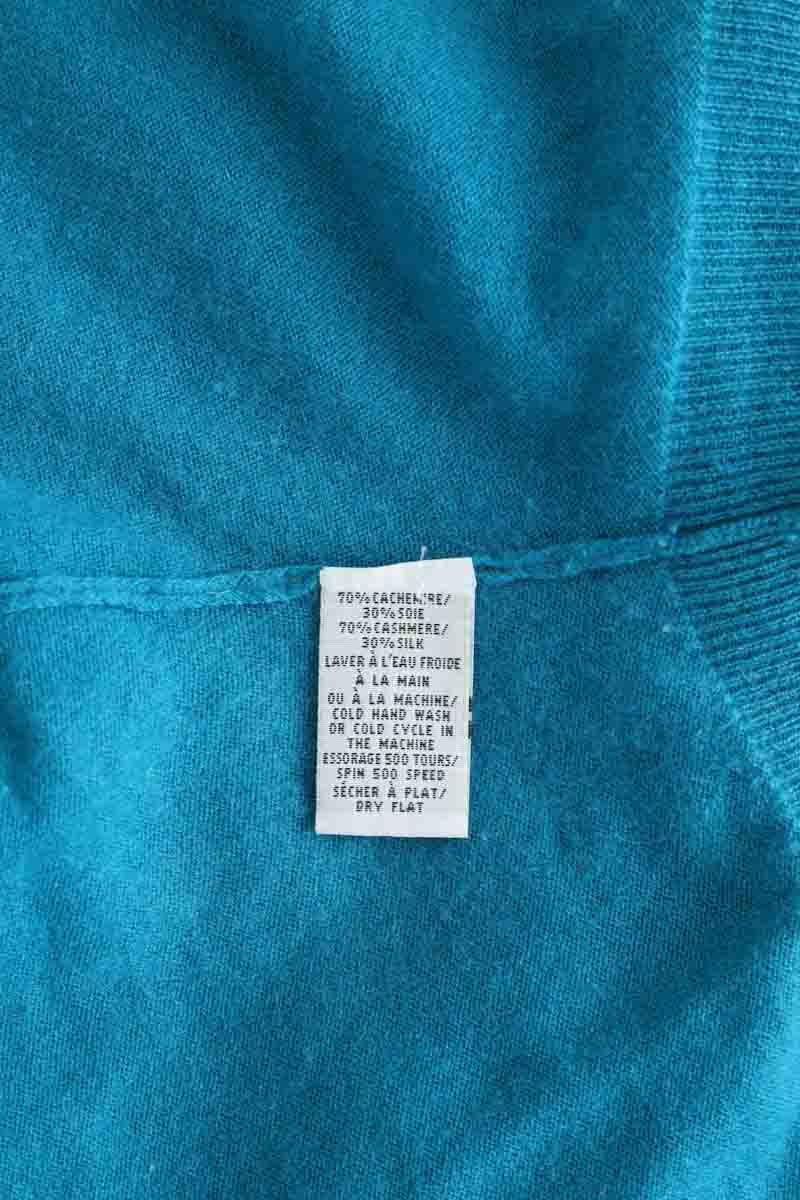 70% CACHEMIRE/
30% SOIE
70% CASHMERE/
30% SILK
LAVER À L'EAU FROIDE
À LA MAIN
OU À LA MACHINE/
COLD HAND WASH
OR COLD CYCLE IN
THE MACHINE
ESSORAGE 500 TOURS/
SPIN 500 SPEED
SÉCHER À PLAT/
DRY FLAT